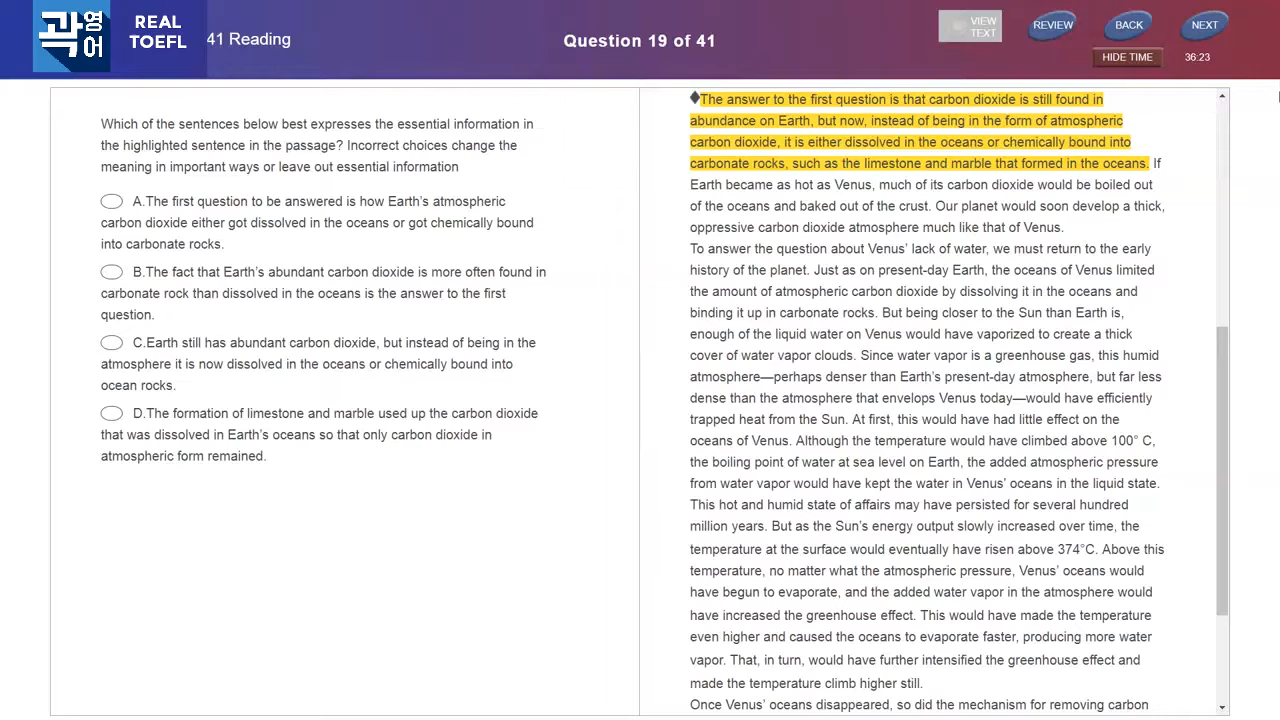 곽영어
REAL
TOEFL
41 Reading
Question 19 of 41
VIEW
TEXT
REVIEW
BACK
NEXT
HIDE TIME
36:23
Which of the sentences below best expresses the essential information in
the highlighted sentence in the passage? Incorrect choices change the
meaning in important ways or leave out essential information
A.The first question to be answered is how Earth's atmospheric
carbon dioxide either got dissolved in the oceans or got chemically bound
into carbonate rocks.
B.The fact that Earth's abundant carbon dioxide is more often found in
carbonate rock than dissolved in the oceans is the answer to the first
question.
C.Earth still has abundant carbon dioxide, but instead of being in the
atmosphere it is now dissolved in the oceans or chemically bound into
ocean rocks.
D.The formation of limestone and marble used up the carbon dioxide
that was dissolved in Earth's oceans so that only carbon dioxide in
atmospheric form remained.
The answer to the first question is that carbon dioxide is still found in
abundance on Earth, but now, instead of being in the form of atmospheric
carbon dioxide, it is either dissolved in the oceans or chemically bound into
carbonate rocks, such as the limestone and marble that formed in the oceans. If
Earth became as hot as Venus, much of its carbon dioxide would be boiled out
of the oceans and baked out of the crust. Our planet would soon develop a thick,
oppressive carbon dioxide atmosphere much like that of Venus.
To answer the question about Venus' lack of water, we must return to the early
history of the planet. Just as on present-day Earth, the oceans of Venus limited
the amount of atmospheric carbon dioxide by dissolving it in the oceans and
binding it up in carbonate rocks. But being closer to the Sun than Earth is,
enough of the liquid water on Venus would have vaporized to create a thick
cover of water vapor clouds. Since water vapor is a greenhouse gas, this humid
atmosphere—perhaps denser than Earth's present-day atmosphere, but far less
dense than the atmosphere that envelops Venus today—would have efficiently
trapped heat from the Sun. At first, this would have had little effect on the
oceans of Venus. Although the temperature would have climbed above 100° C,
the boiling point of water at sea level on Earth, the added atmospheric pressure
from water vapor would have kept the water in Venus' oceans in the liquid state.
This hot and humid state of affairs may have persisted for several hundred
million years. But as the Sun's energy output slowly increased over time, the
temperature at the surface would eventually have risen above 374°C. Above this
temperature, no matter what the atmospheric pressure, Venus' oceans would
have begun to evaporate, and the added water vapor in the atmosphere would
have increased the greenhouse effect. This would have made the temperature
even higher and caused the oceans to evaporate faster, producing more water
vapor. That, in turn, would have further intensified the greenhouse effect and
made the temperature climb higher still.
Once Venus' oceans disappeared, so did the mechanism for removing carbon